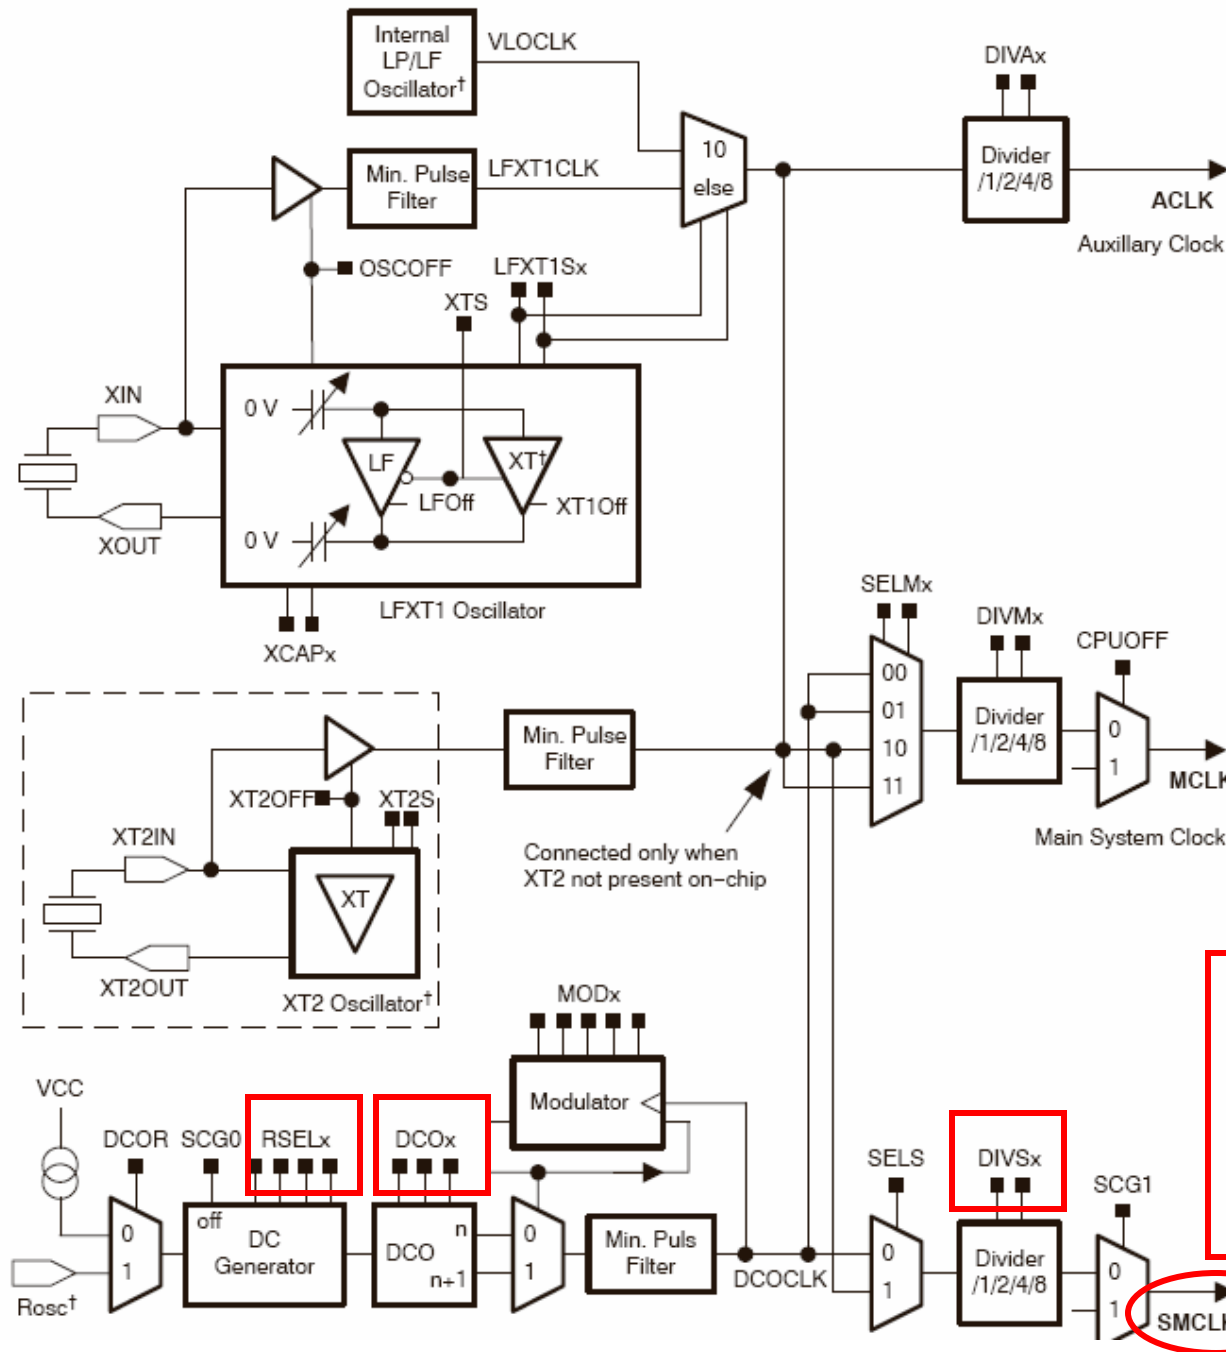 Internal
LP/LF
Oscillator†
VLOCLK
DIVAx
10
else
Min. Pulse
Filter
LFXT1CLK
Divider
/1/2/4/8
ACLK
Auxillary Clock
OSCOFF
LFXT1Sx
XTS
XIN
0 V
LF
XT†
LFOff
XT1Off
0 V
XOUT
LFXT1 Oscillator
XCAPx
SELMx
DIVMx
CPUOFF
00
01
10
11
Divider
/1/2/4/8
0
1
MCLK
Main System Clock
Min. Pulse
Filter
XT2OFF
XT2S
XT2IN
XT
XT2OUT
XT2 Oscillator†
Connected only when
XT2 not present on-chip
MODx
Modulator
VCC
DCOR
SCG0
RSELx
DCOx
0
1
Rosc†
off
DC
Generator
DCO
n
n+1
0
1
Min. Puls
Filter
DCOCLK
SELS
DIVSx
SCG1
0
1
Divider
/1/2/4/8
0
1
SMCLK